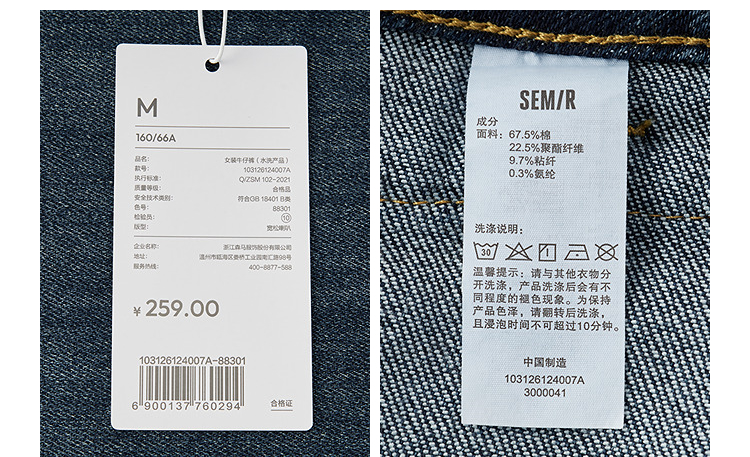 M
160/66A
品名: 女装牛仔裤（水洗产品）
款号: 103126124007A
执行标准: Q/ZSM 102-2021
质量等级: 合格品
安全技术类别: 符合GB 18401 B类
色号: 88301
检验员: 10
版型: 宽松喇叭
企业名称: 浙江森马服饰股份有限公司
地址: 温州市瓯海区娄桥工业园南汇路98号
服务热线: 400-8877-588
¥ 259.00
103126124007A-88301
6 900137 760294
合格证
SEM/R
成分
面料: 67.5%棉
22.5%聚酯纤维
9.7%粘纤
0.3%氨纶
洗涤说明:
30
温馨提示: 请与其他衣物分
开洗涤，产品洗涤后会有不
同程度的褪色现象。为保持
产品色泽，请翻转后洗涤，
且浸泡时间不可超过10分钟。
中国制造
103126124007A
3000041